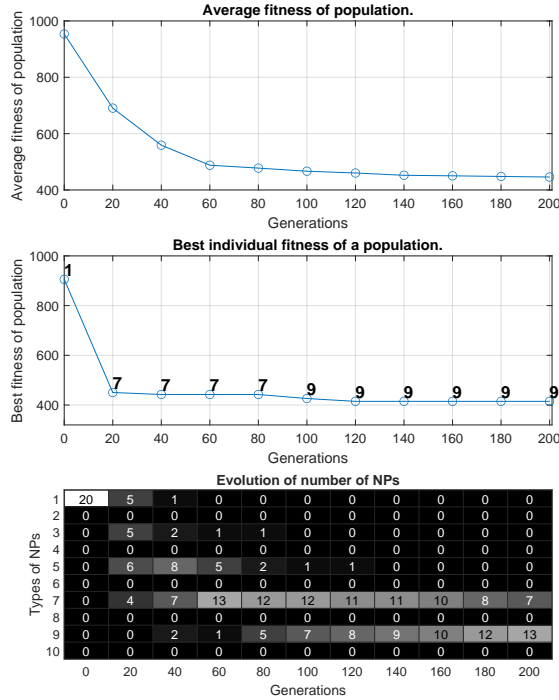 Average fitness of population.
1000
800
600
400
Average fitness of population
0 20 40 60 80 100 120 140 160 180 200
Generations
Best individual fitness of a population.
1000
800
600
400
Best fitness of population
1 7 7 7 7 9 9 9 9 9 9
0 20 40 60 80 100 120 140 160 180 200
Generations
Evolution of number of NPs
Types of NPs
1 20 5 1 0 0 0 0 0 0 0 0
2 0 0 0 0 0 0 0 0 0 0 0
3 0 5 2 1 1 0 0 0 0 0 0
4 0 0 0 0 0 0 0 0 0 0 0
5 0 6 8 5 2 1 1 0 0 0 0
6 0 0 0 0 0 0 0 0 0 0 0
7 0 4 7 13 12 12 11 11 10 8 7
8 0 0 0 0 0 0 0 0 0 0 0
9 0 0 2 1 5 7 8 9 10 12 13
10 0 0 0 0 0 0 0 0 0 0 0
0 20 40 60 80 100 120 140 160 180 200
Generations